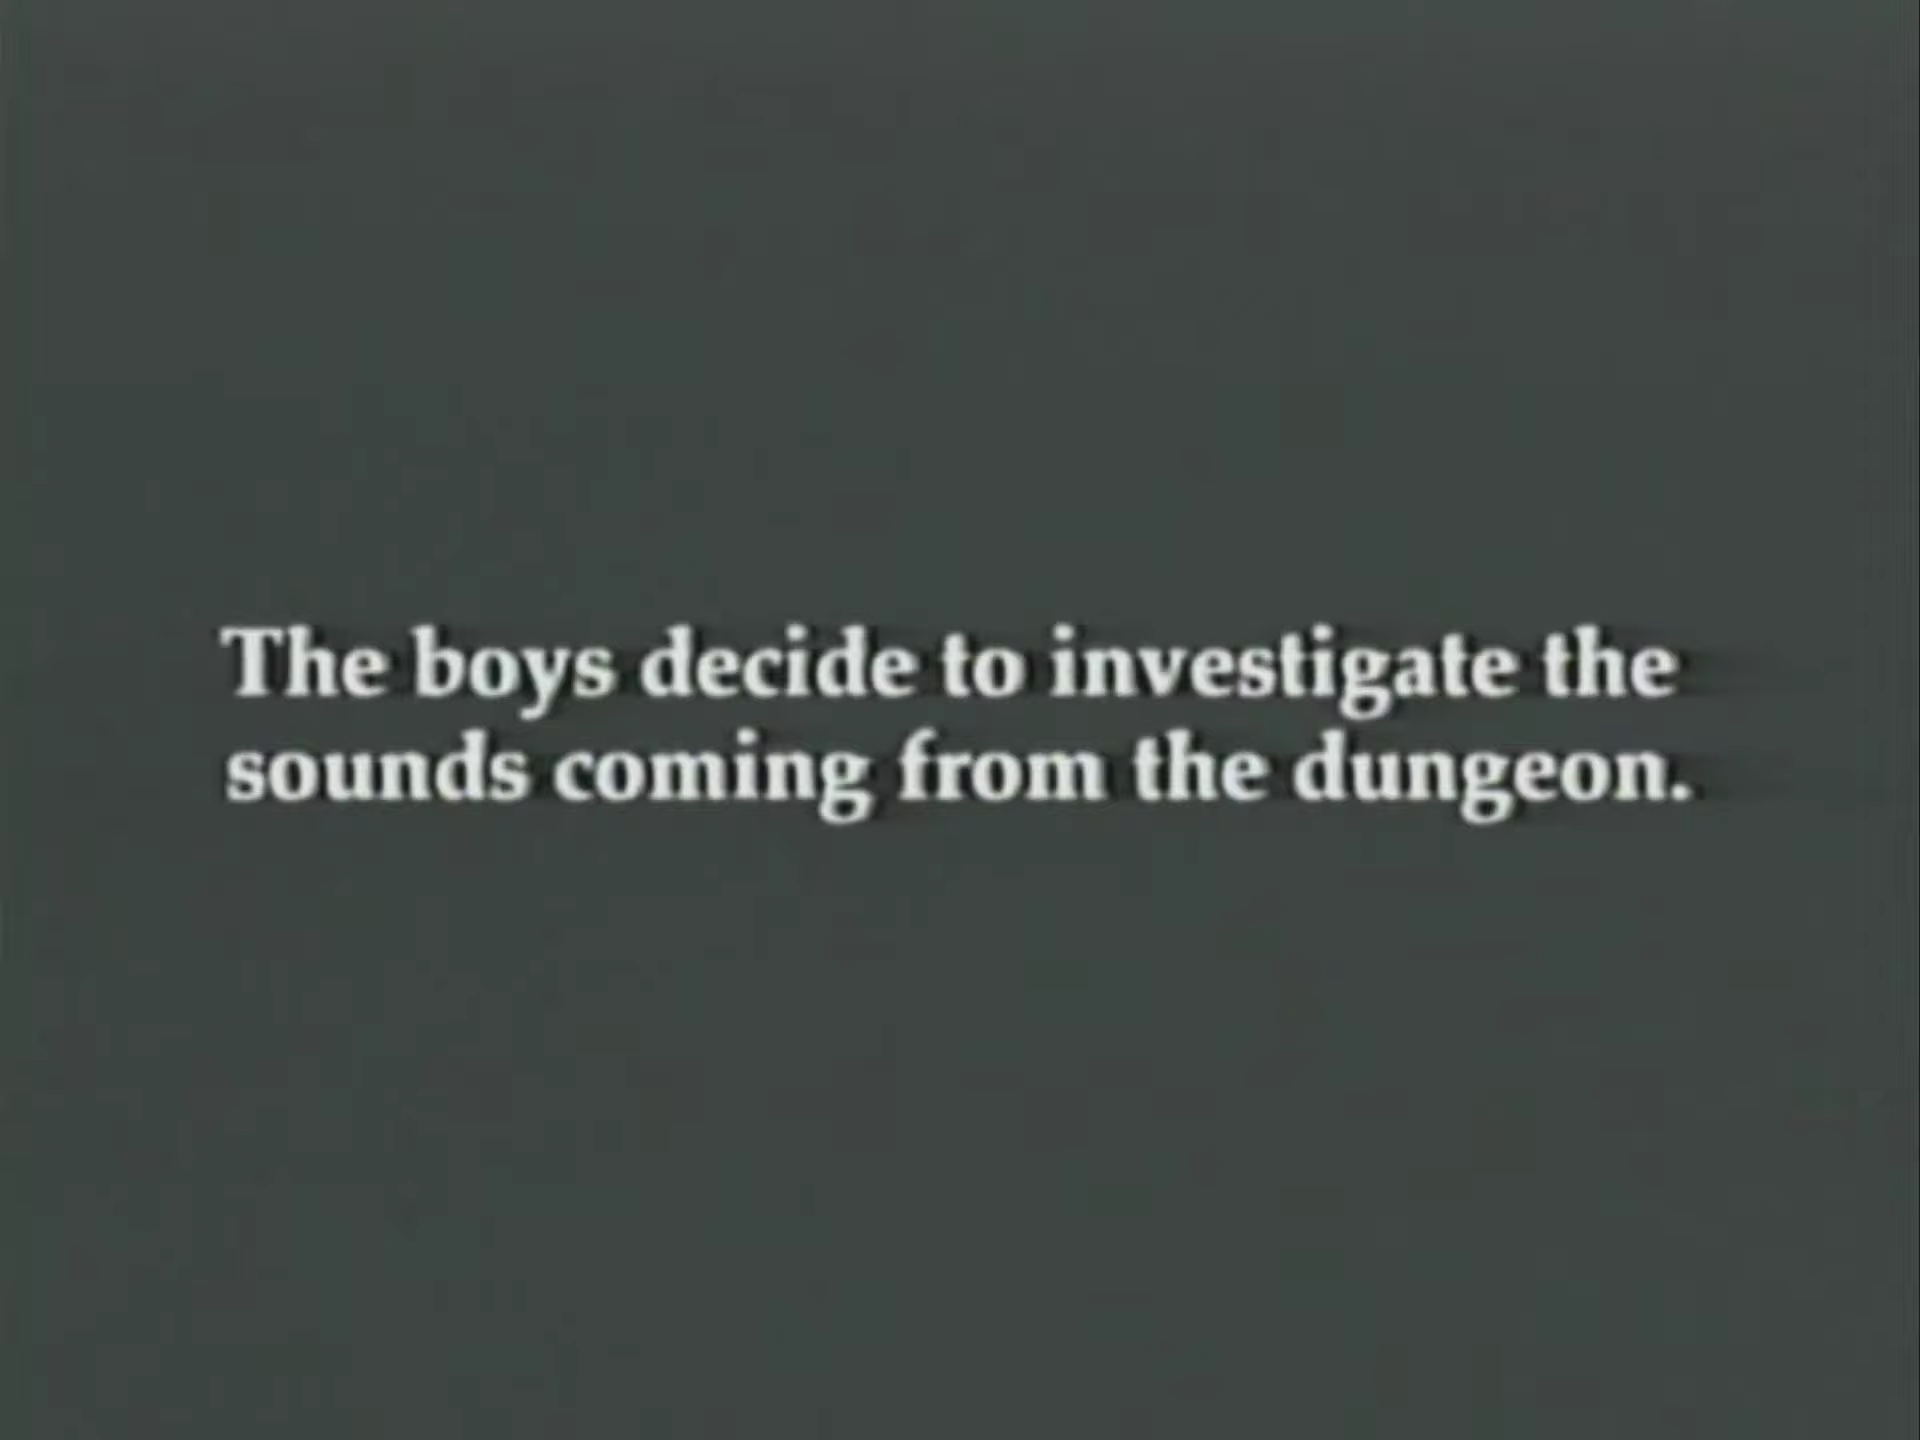 The boys decide to investigate the
sounds coming from the dungeon.